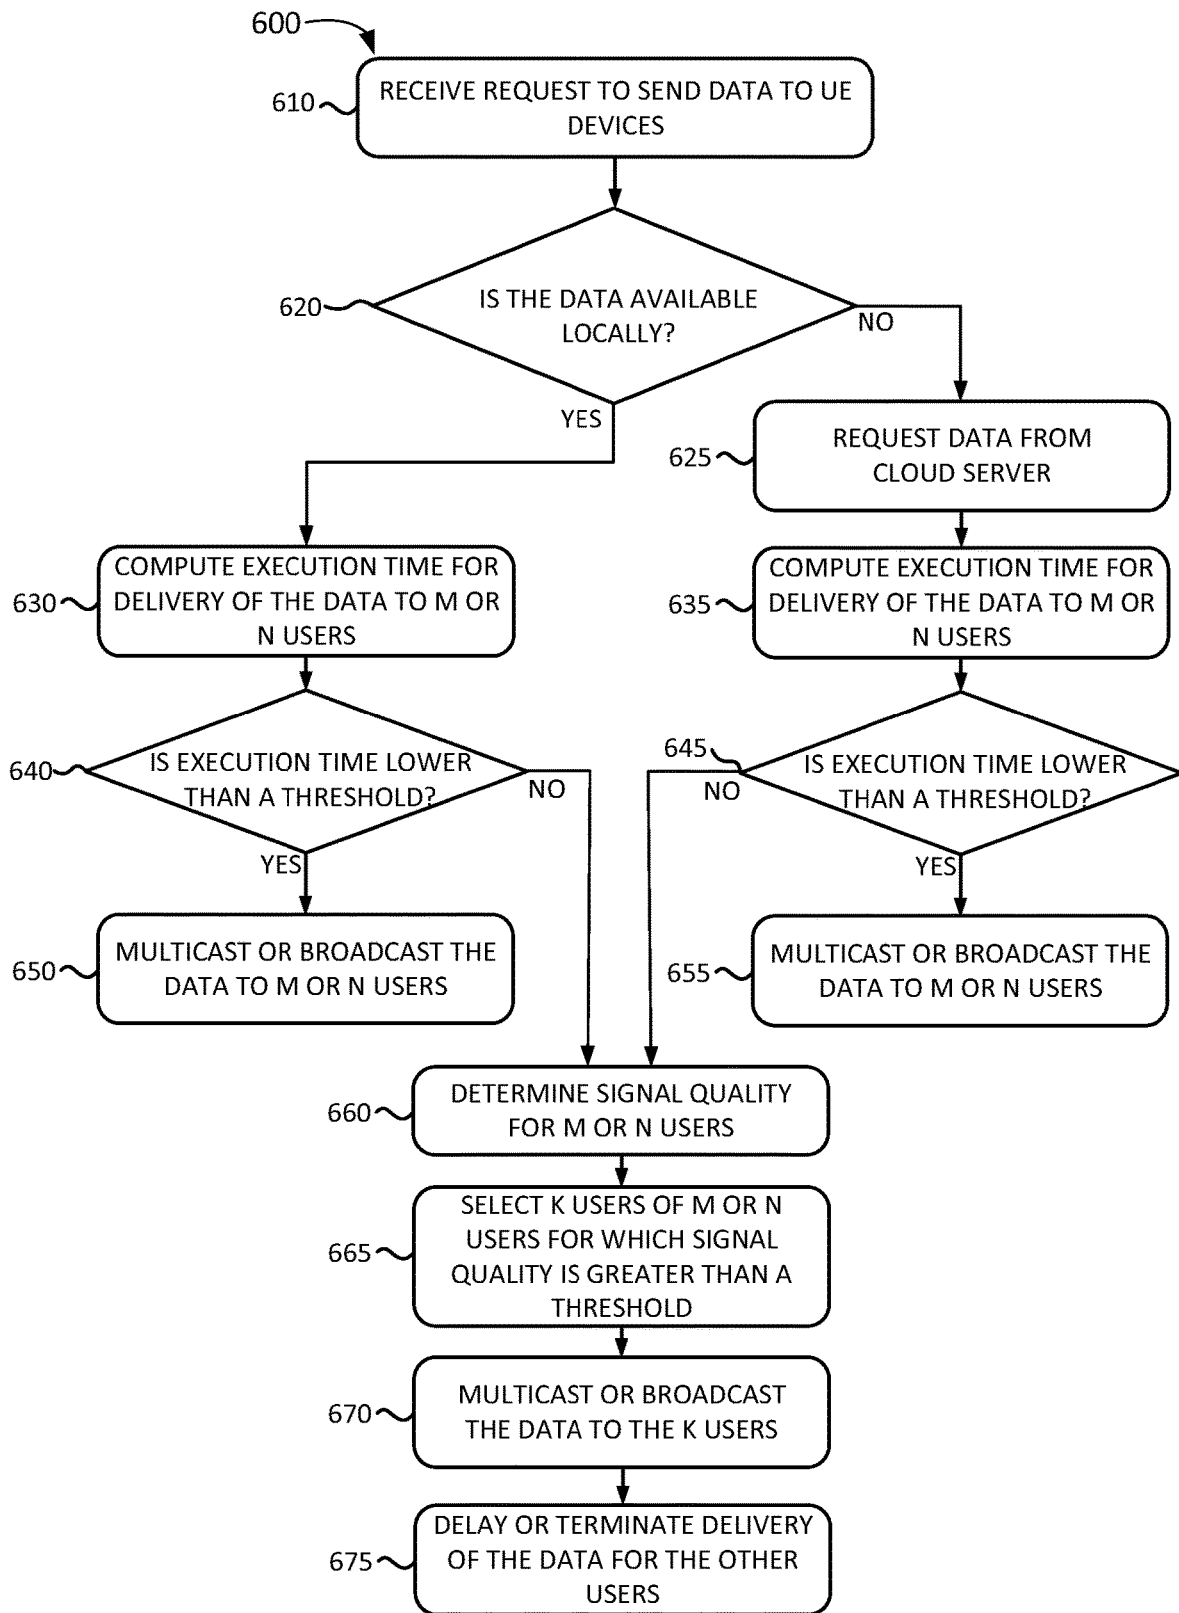 600
610
RECEIVE REQUEST TO SEND DATA TO UE
DEVICES
620
IS THE DATA AVAILABLE
LOCALLY?
NO
YES
625
REQUEST DATA FROM
CLOUD SERVER
630
COMPUTE EXECUTION TIME FOR
DELIVERY OF THE DATA TO M OR
N USERS
635
COMPUTE EXECUTION TIME FOR
DELIVERY OF THE DATA TO M OR
N USERS
640
IS EXECUTION TIME LOWER
THAN A THRESHOLD?
NO
YES
645
IS EXECUTION TIME LOWER
THAN A THRESHOLD?
NO
YES
650
MULTICAST OR BROADCAST THE
DATA TO M OR N USERS
655
MULTICAST OR BROADCAST THE
DATA TO M OR N USERS
660
DETERMINE SIGNAL QUALITY
FOR M OR N USERS
665
SELECT K USERS OF M OR N
USERS FOR WHICH SIGNAL
QUALITY IS GREATER THAN A
THRESHOLD
670
MULTICAST OR BROADCAST
THE DATA TO THE K USERS
675
DELAY OR TERMINATE DELIVERY
OF THE DATA FOR THE OTHER
USERS